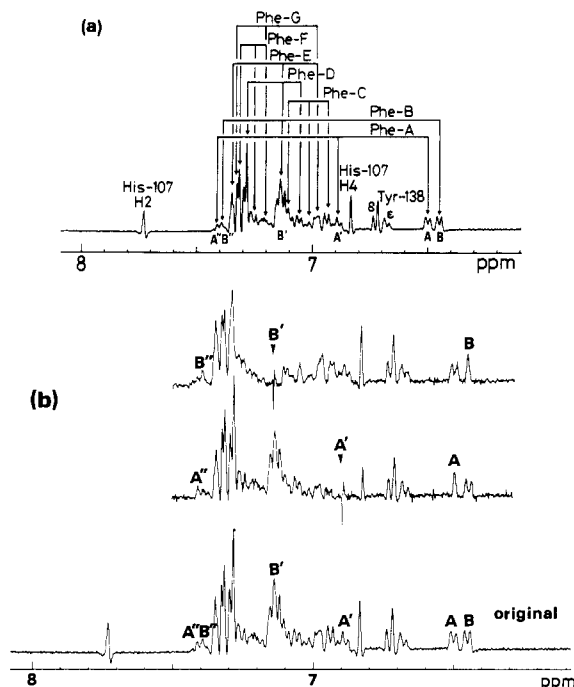 (a)
Phe-G
Phe-F
Phe-E
Phe-D
Phe-C
Phe-B
Phe-A
His-107
H2
His-107
H4
Tyr-138
δ
ε
A" B" B' A' A B
8 7 ppm
(b)
B" B' B
A" A' A
original
A" B" B' A' A B
8 7 ppm